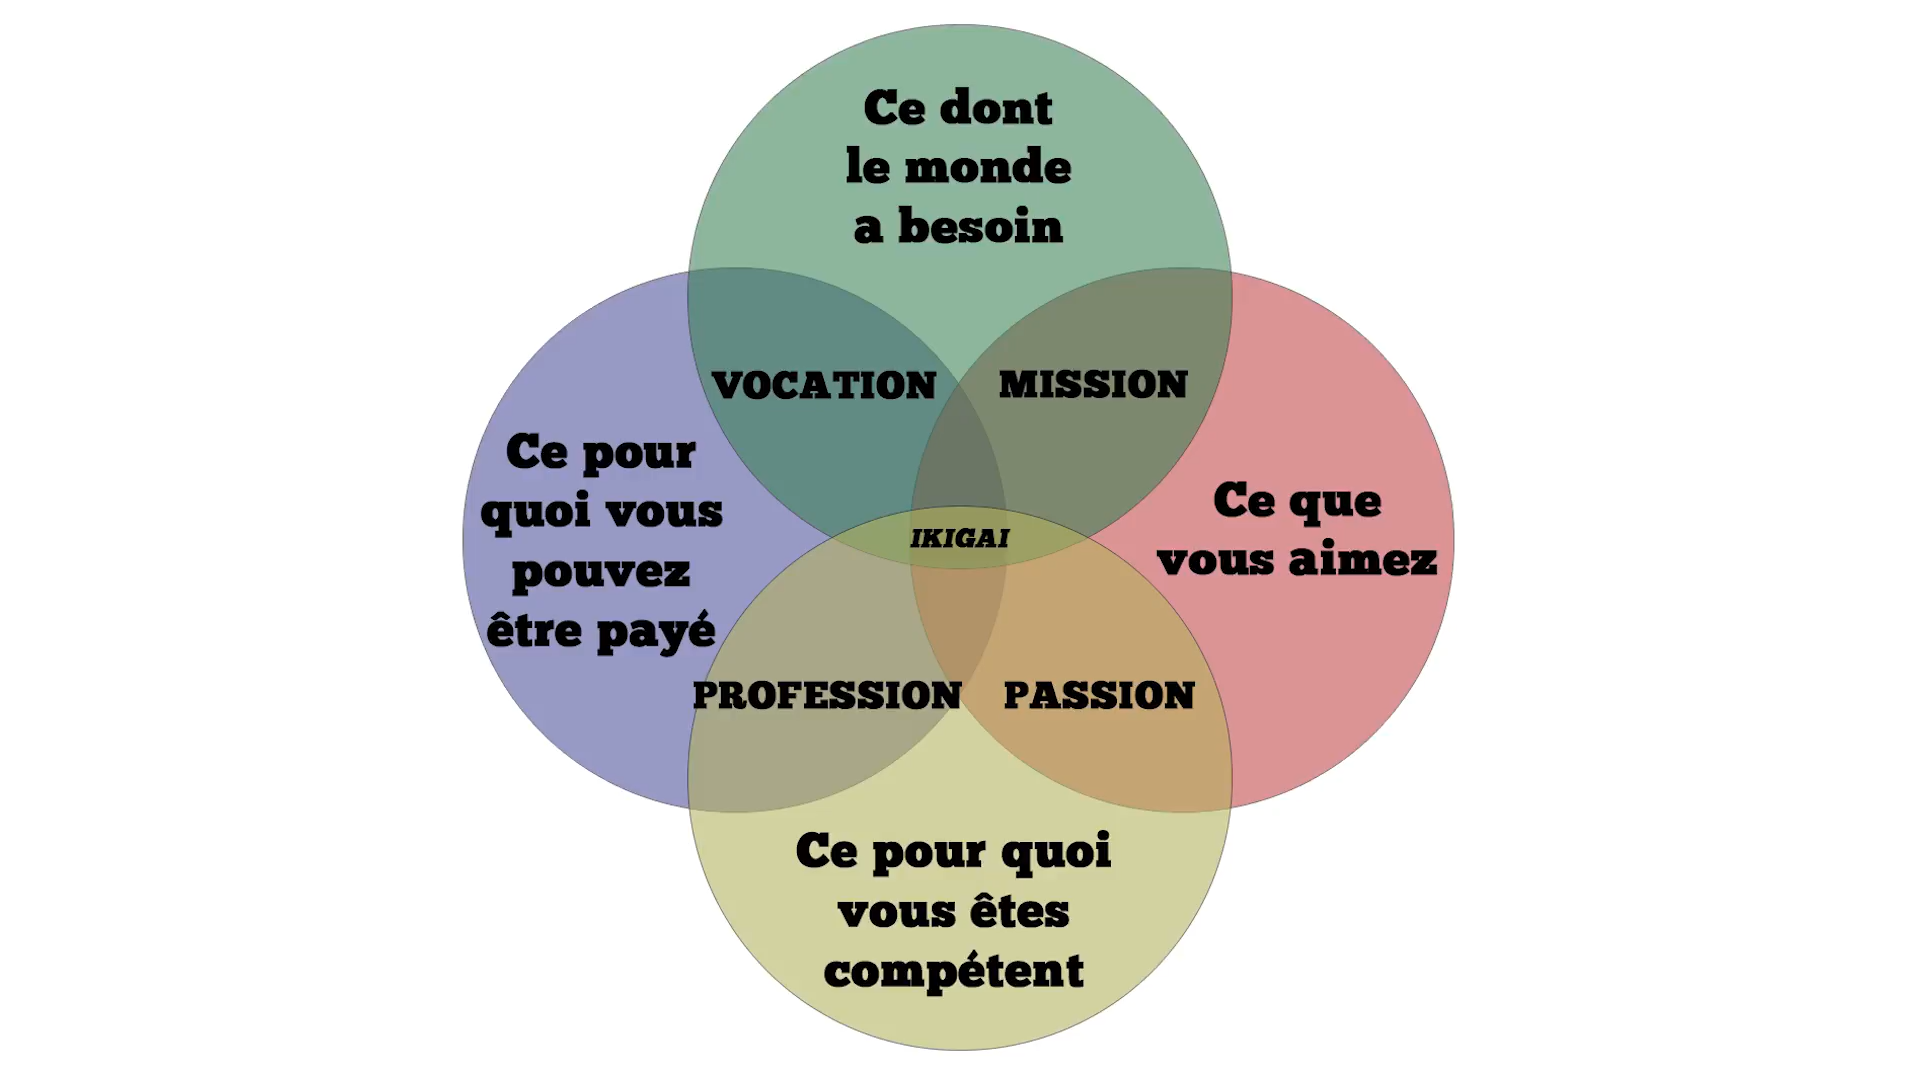 Ce dont
le monde
a besoin
VOCATION
MISSION
Ce pour
quoi vous
pouvez
être payé
Ce que
vous aimez
IKIGAI
PROFESSION
PASSION
Ce pour quoi
vous êtes
compétent